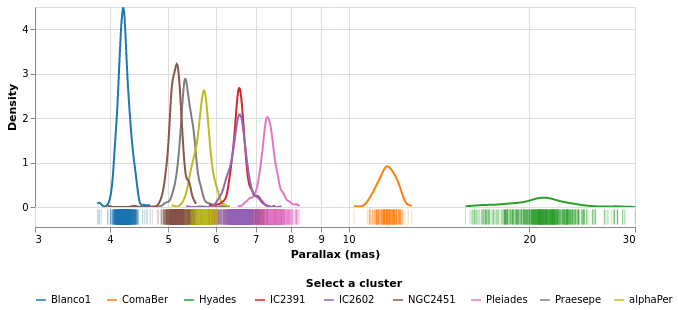 4
3
2
1
0
Density
3 4 5 6 7 8 9 10 20 30
Parallax (mas)
Select a cluster
Blanco1 ComaBer Hyades IC2391 IC2602 NGC2451 Pleiades Praesepe alphaPer